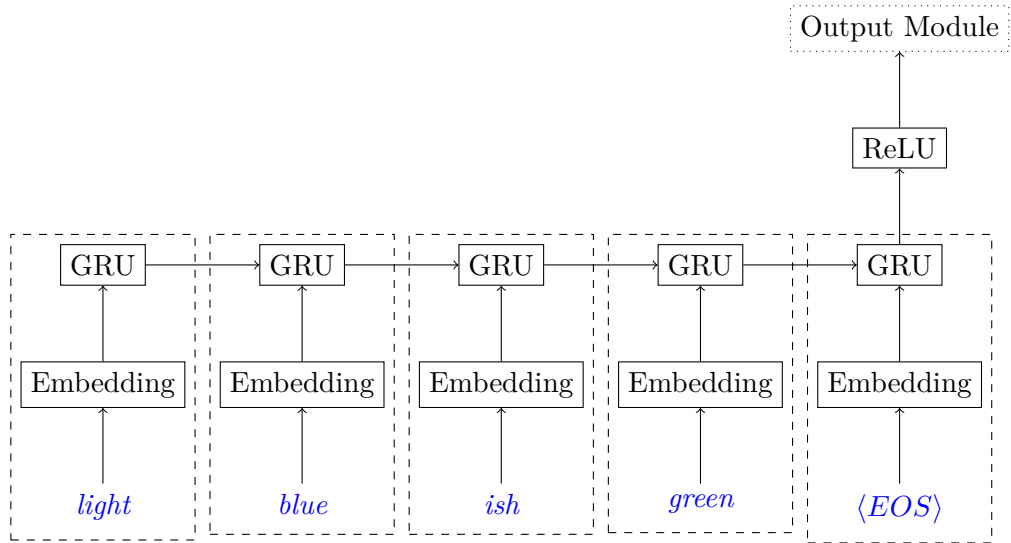 Output Module
ReLU
GRU GRU GRU GRU GRU
Embedding Embedding Embedding Embedding Embedding
light blue ish green ⟨EOS⟩